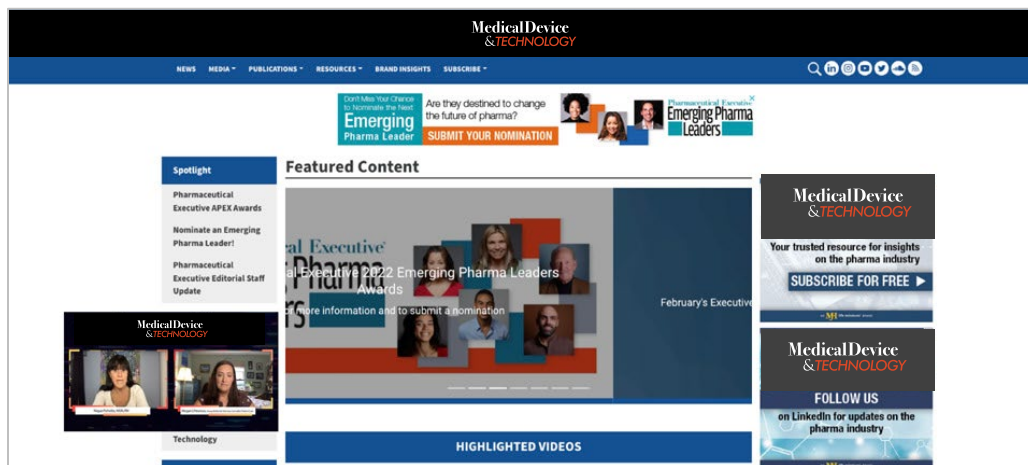 MedicalDevice
&TECHNOLOGY
NEWS MEDIA PUBLICATIONS RESOURCES BRAND INSIGHTS SUBSCRIBE
Don't Miss Your Chance
to Nominate the Next
Emerging
Pharma Leader
Are they destined to change
the future of pharma?
SUBMIT YOUR NOMINATION
Pharmaceutical Executive
Emerging Pharma
Leaders
Spotlight
Pharmaceutical
Executive APEX Awards
Nominate an Emerging
Pharma Leader!
Pharmaceutical
Executive Editorial Staff
Update
MedicalDevice
&TECHNOLOGY
Technology
Featured Content
cal Executive
Pharma
ers
al Executive 2022 Emerging Pharma Leaders
Awards
or more information and to submit a nomination
February's Executive
HIGHLIGHTED VIDEOS
MedicalDevice
&TECHNOLOGY
Your trusted resource for insights
on the pharma industry
SUBSCRIBE FOR FREE
MedicalDevice
&TECHNOLOGY
FOLLOW US
on LinkedIn for updates on the
pharma industry